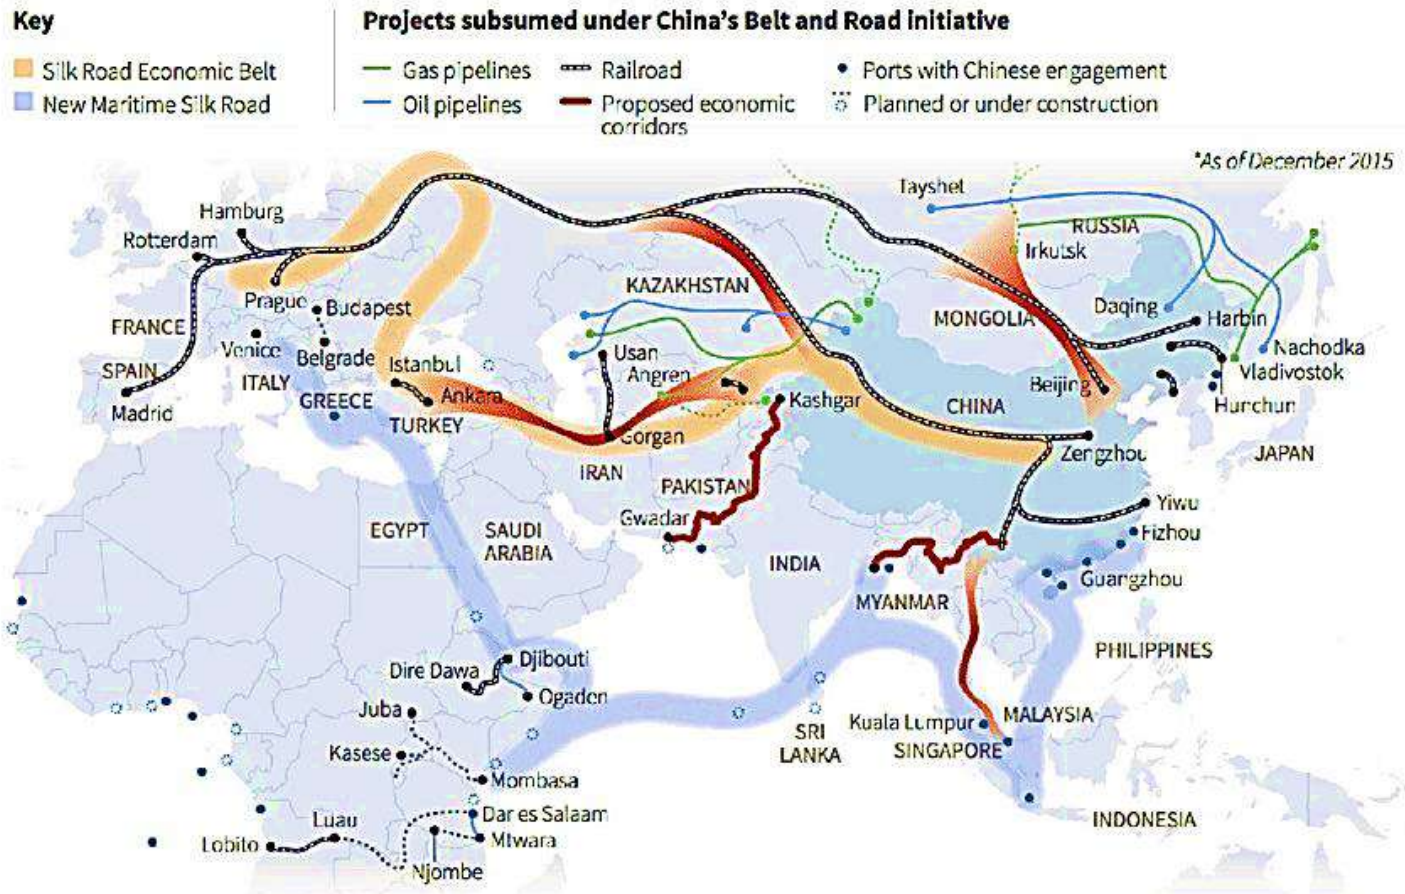 Key
Silk Road Economic Belt
New Maritime Silk Road
Projects subsumed under China's Belt and Road initiative
Gas pipelines
Oil pipelines
Railroad
Proposed economic
corridors
Ports with Chinese engagement
Planned or under construction
*As of December 2015
Tayshet
Hamburg
Rotterdam
RUSSIA
Irkutsk
KAZAKHSTAN
Prague
Budapest
Daqing
Harbin
FRANCE
MONGOLIA
Venice
Belgrade
Nachodka
Usan
Istanbul
SPAIN
Angren
Vladivostok
ITALY
Beijing
Ankara
GREECE
Kashgar
CHINA
Hunchun
Madrid
TURKEY
Gorgan
Zengzhou
JAPAN
IRAN
PAKISTAN
Yiwu
Gwadar
EGYPT
SAUDI
ARABIA
Fizhou
INDIA
Guangzhou
MYANMAR
PHILIPPINES
Djibouti
Dire Dawa
Ogaden
Juba
Kuala Lumpur
MALAYSIA
SRI
LANKA
SINGAPORE
Kasese
Mombasa
Dar es Salaam
Luau
INDONESIA
Lobito
Mtwara
Njombe